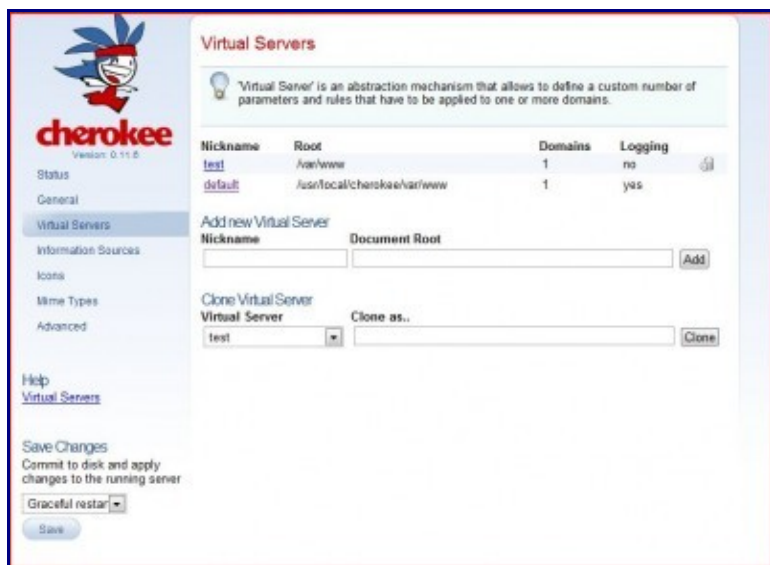 cherokee
Version: 0.11.6
Status
General
Virtual Servers
Information Sources
Icons
Mime Types
Advanced
Help
Virtual Servers
Save Changes
Commit to disk and apply
changes to the running server
Graceful restar
Save
Virtual Servers
'Virtual Server' is an abstraction mechanism that allows to define a custom number of
parameters and rules that have to be applied to one or more domains.
Nickname Root Domains Logging
test /var/www 1 no
default /usr/local/cherokee/var/www 1 yes
Add new Virtual Server
Nickname Document Root
Add
Clone Virtual Server
Virtual Server Clone as..
test Clone